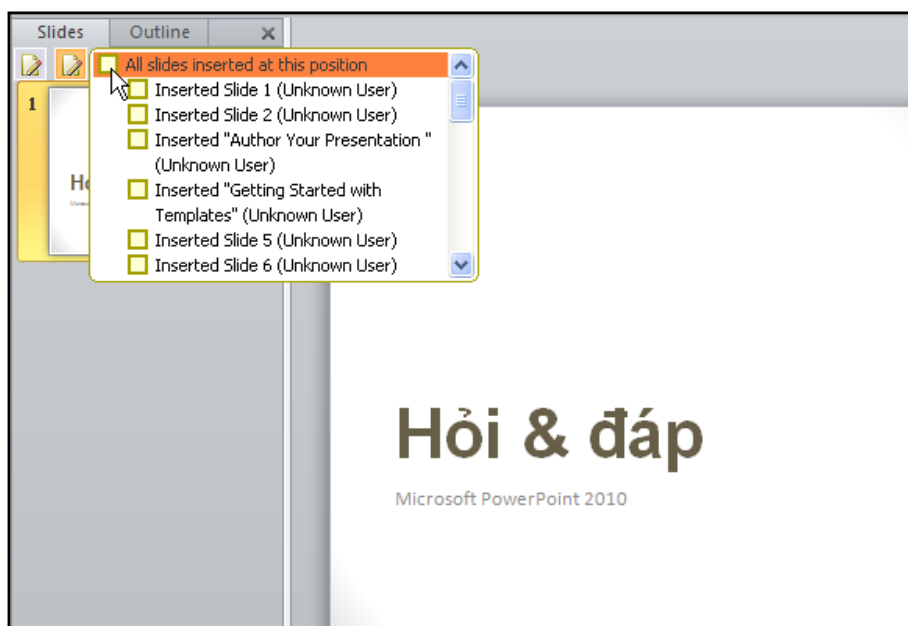 Slides Outline
All slides inserted at this position
Inserted Slide 1 (Unknown User)
Inserted Slide 2 (Unknown User)
Inserted "Author Your Presentation "
(Unknown User)
Inserted "Getting Started with
Templates" (Unknown User)
Inserted Slide 5 (Unknown User)
Inserted Slide 6 (Unknown User)
1
Hỏi & đáp
Microsoft PowerPoint 2010